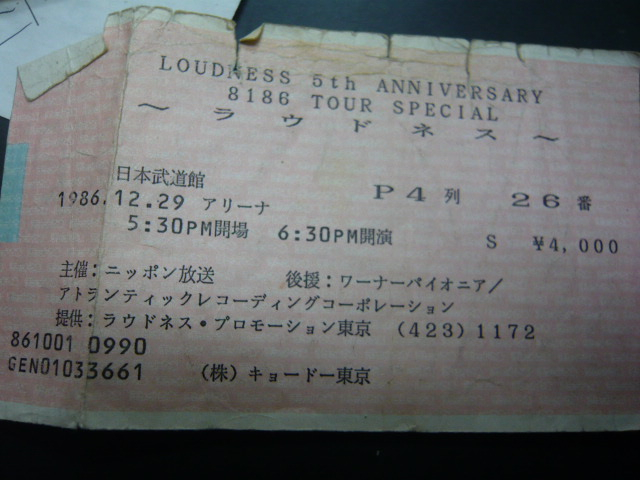 LOUDNESS 5th ANNIVERSARY
8186 TOUR SPECIAL
～ラウドネス～
日本武道館
1986.12.29 アリーナ P4列 26番
5:30PM開場 6:30PM開演 S ¥4,000
主催：ニッポン放送 後援：ワーナーパイオニア／
アトランティックレコーディングコーポレーション
提供：ラウドネス・プロモーション東京 (423)1172
861001 0990
GEN01033661 (株)キョードー東京